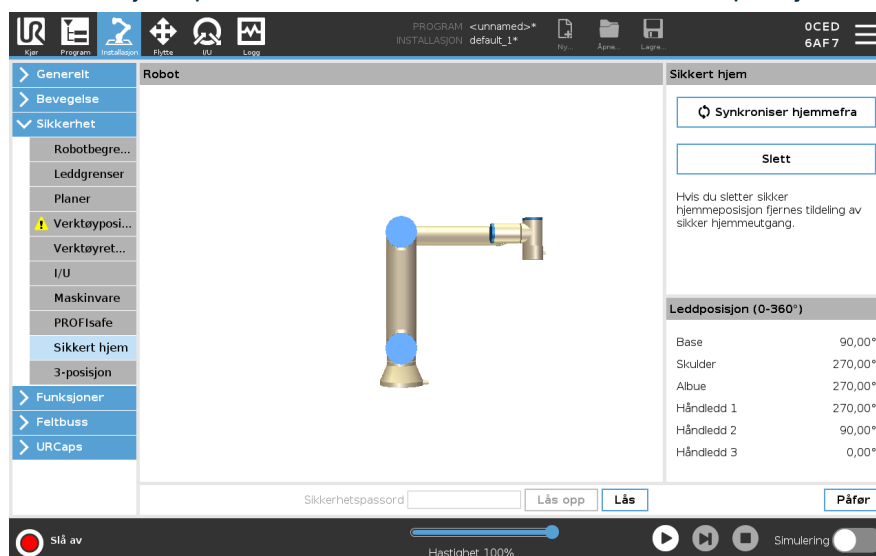 UR
PROGRAM <unnamed>*
INSTALLASJON default_1*
0CED
6AF7
Kjør Program Installasjon Flytte I/U Logg Ny... Åpne... Lagre...
Generelt
Bevegelse
Sikkerhet
Robotbegre...
Leddgrenser
Planer
Verktøyposi...
Verktøyret...
I/U
Maskinvare
PROFIsafe
Sikkert hjem
3-posisjon
Funksjoner
Feltbuss
URCaps
Robot
Sikkert hjem
Synkroniser hjemmefra
Slett
Hvis du sletter sikker
hjemmeposisjon fjernes tildeling av
sikker hjemmeutgang.
Leddposisjon (0-360°)
Base 90,00°
Skulder 270,00°
Albue 270,00°
Håndledd 1 270,00°
Håndledd 2 90,00°
Håndledd 3 0,00°
Sikkerhetspassord Lås opp Lås Påfør
Slå av
Hastighet 100%
Simulering